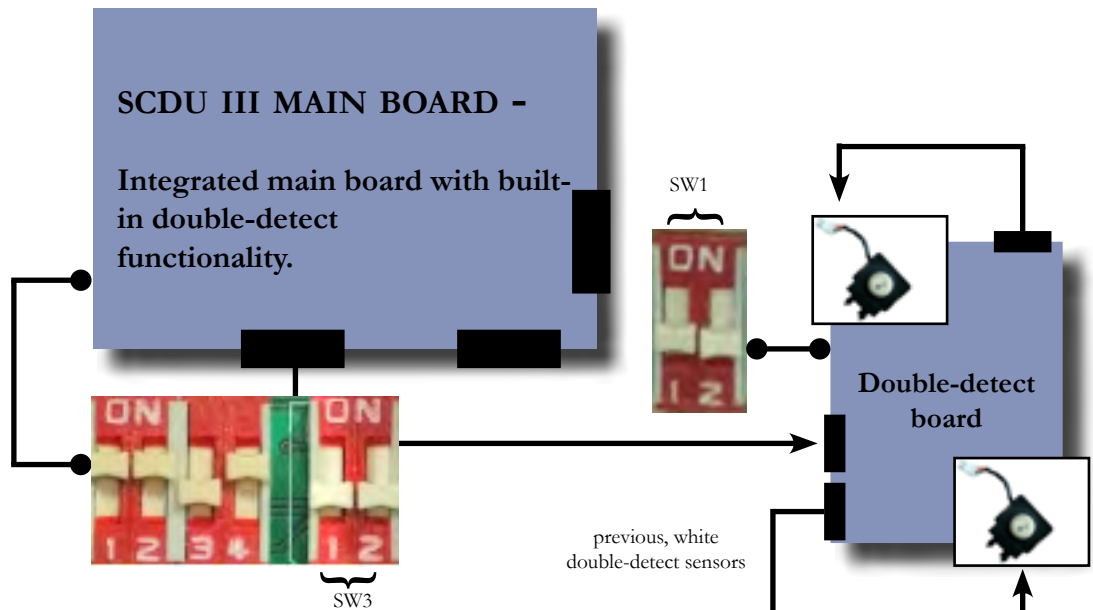 SCDU III MAIN BOARD -
Integrated main board with built-
in double-detect
functionality.
SW1
ON
1 2
Double-detect
board
ON
1 2 3 4
ON
1 2
SW3
previous, white
double-detect sensors